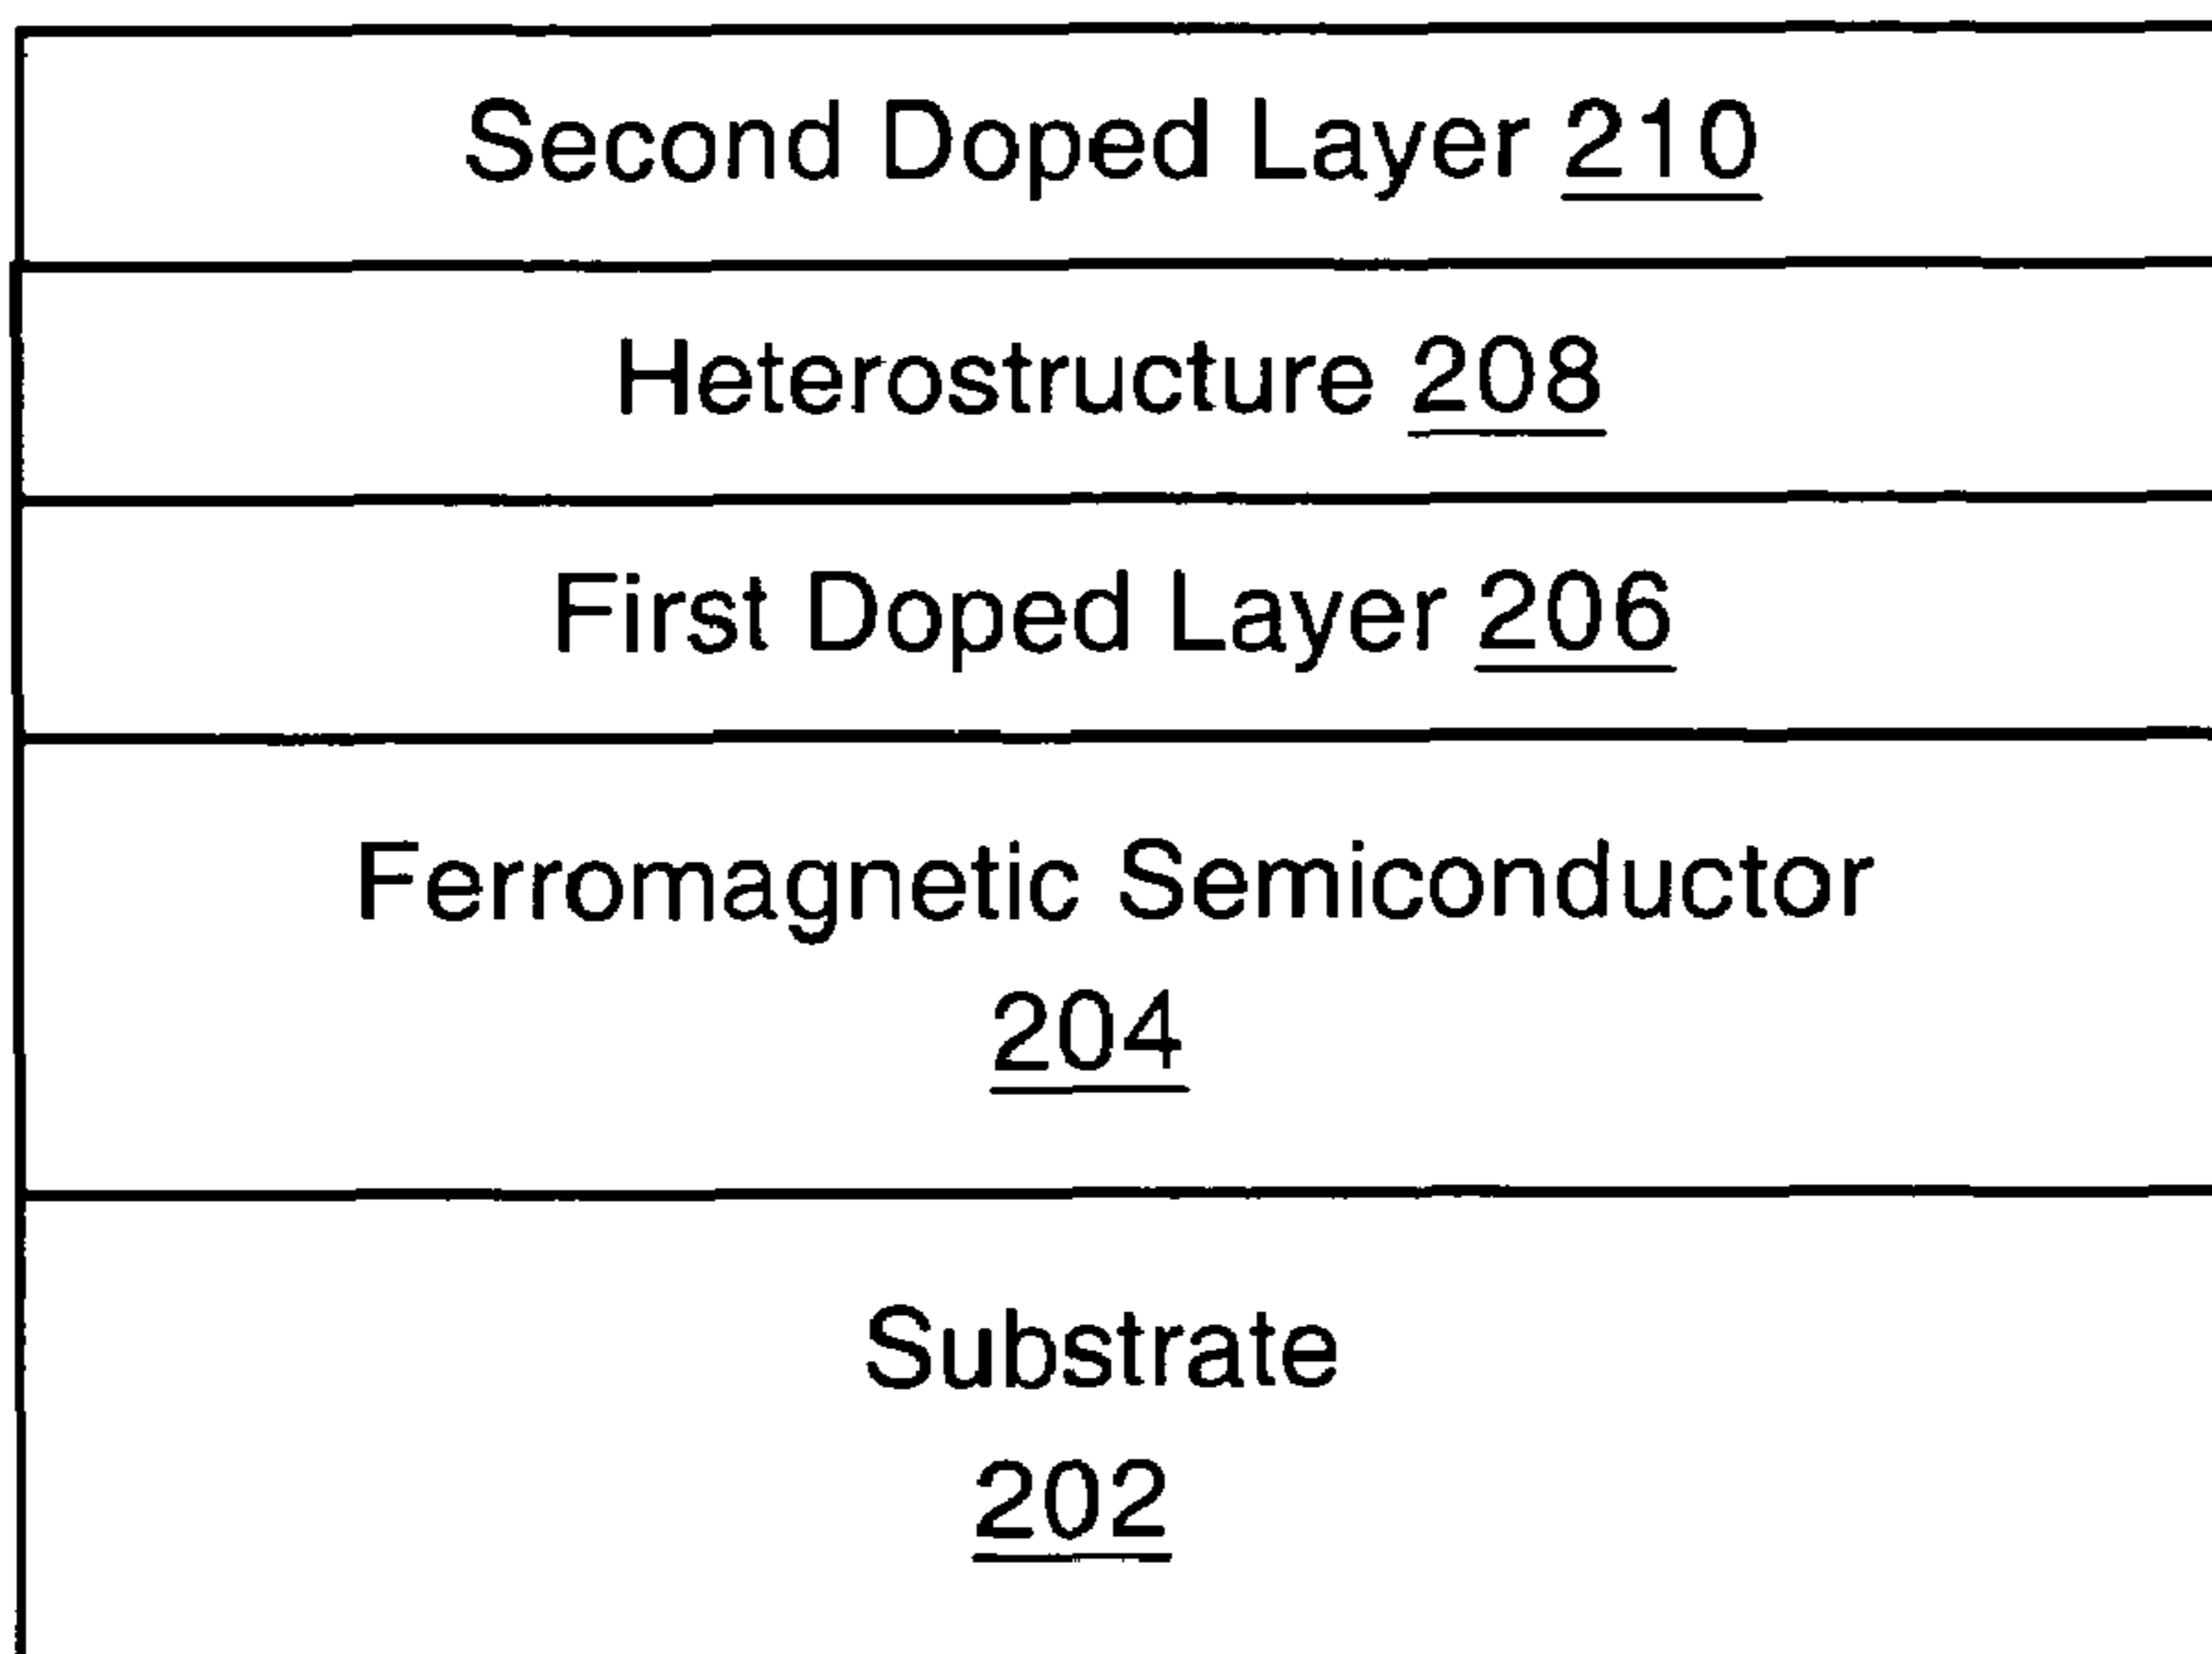 Second Doped Layer 210
Heterostructure 208
First Doped Layer 206
Ferromagnetic Semiconductor
204
Substrate
202